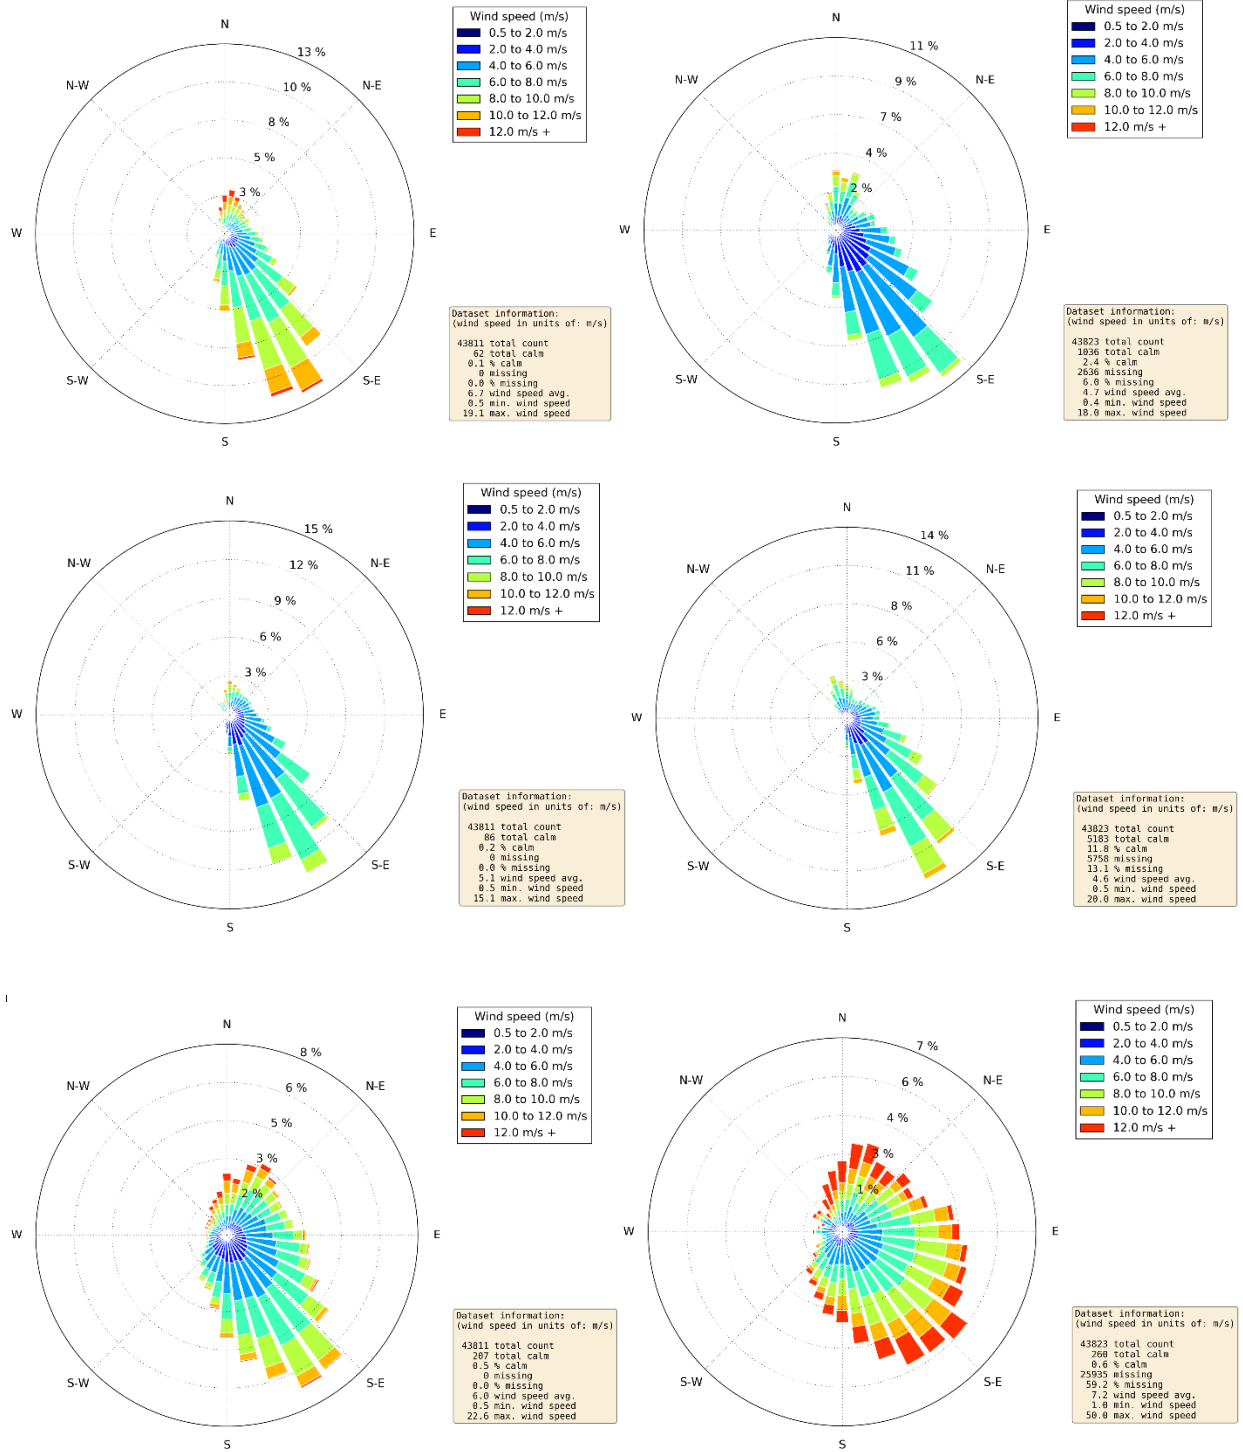 N
13 %
10 %
8 %
5 %
3 %
N-W
N-E
W
E
S-W
S-E
S
Wind speed (m/s)
0.5 to 2.0 m/s
2.0 to 4.0 m/s
4.0 to 6.0 m/s
6.0 to 8.0 m/s
8.0 to 10.0 m/s
10.0 to 12.0 m/s
12.0 m/s +
Dataset information:
(wind speed in units of: m/s)
43811 total count
62 total calm
0.1 % calm
0 missing
0.0 % missing
6.7 wind speed avg.
0.5 min. wind speed
19.1 max. wind speed
N
11 %
9 %
7 %
4 %
2 %
N-W
N-E
W
E
S-W
S-E
S
Wind speed (m/s)
0.5 to 2.0 m/s
2.0 to 4.0 m/s
4.0 to 6.0 m/s
6.0 to 8.0 m/s
8.0 to 10.0 m/s
10.0 to 12.0 m/s
12.0 m/s +
Dataset information:
(wind speed in units of: m/s)
43823 total count
1036 total calm
2.4 % calm
2636 missing
6.0 % missing
4.7 wind speed avg.
0.4 min. wind speed
18.0 max. wind speed
N
15 %
12 %
9 %
6 %
3 %
N-W
N-E
W
E
S-W
S-E
S
Wind speed (m/s)
0.5 to 2.0 m/s
2.0 to 4.0 m/s
4.0 to 6.0 m/s
6.0 to 8.0 m/s
8.0 to 10.0 m/s
10.0 to 12.0 m/s
12.0 m/s +
Dataset information:
(wind speed in units of: m/s)
43811 total count
86 total calm
0.2 % calm
0 missing
0.0 % missing
5.1 wind speed avg.
0.5 min. wind speed
15.1 max. wind speed
N
14 %
11 %
8 %
6 %
3 %
N-W
N-E
W
E
S-W
S-E
S
Wind speed (m/s)
0.5 to 2.0 m/s
2.0 to 4.0 m/s
4.0 to 6.0 m/s
6.0 to 8.0 m/s
8.0 to 10.0 m/s
10.0 to 12.0 m/s
12.0 m/s +
Dataset information:
(wind speed in units of: m/s)
43823 total count
5183 total calm
11.8 % calm
5758 missing
13.1 % missing
4.6 wind speed avg.
0.5 min. wind speed
20.0 max. wind speed
N
8 %
6 %
5 %
3 %
2 %
N-W
N-E
W
E
S-W
S-E
S
Wind speed (m/s)
0.5 to 2.0 m/s
2.0 to 4.0 m/s
4.0 to 6.0 m/s
6.0 to 8.0 m/s
8.0 to 10.0 m/s
10.0 to 12.0 m/s
12.0 m/s +
Dataset information:
(wind speed in units of: m/s)
43811 total count
207 total calm
0.5 % calm
0 missing
0.0 % missing
6.0 wind speed avg.
0.5 min. wind speed
22.6 max. wind speed
N
7 %
6 %
4 %
3 %
1 %
N-W
N-E
W
E
S-W
S-E
S
Wind speed (m/s)
0.5 to 2.0 m/s
2.0 to 4.0 m/s
4.0 to 6.0 m/s
6.0 to 8.0 m/s
8.0 to 10.0 m/s
10.0 to 12.0 m/s
12.0 m/s +
Dataset information:
(wind speed in units of: m/s)
43823 total count
260 total calm
0.6 % calm
25935 missing
59.2 % missing
7.2 wind speed avg.
1.0 min. wind speed
50.0 max. wind speed